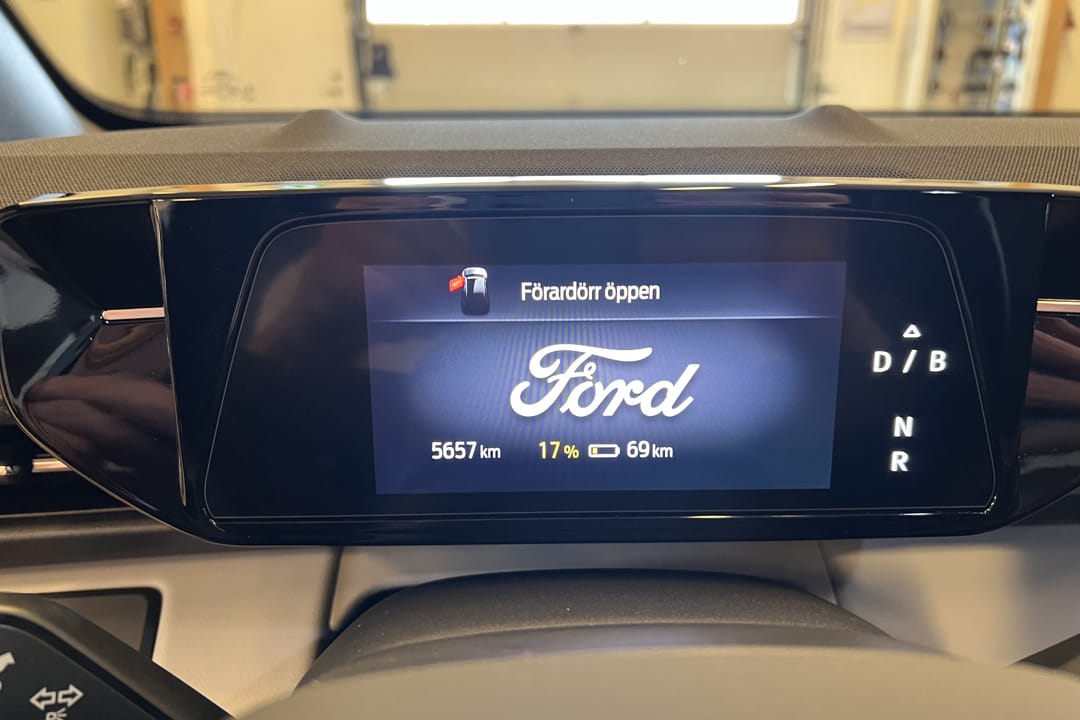 Förardörr öppen
Ford
5657 km 17 % 69 km
D / B
N
R